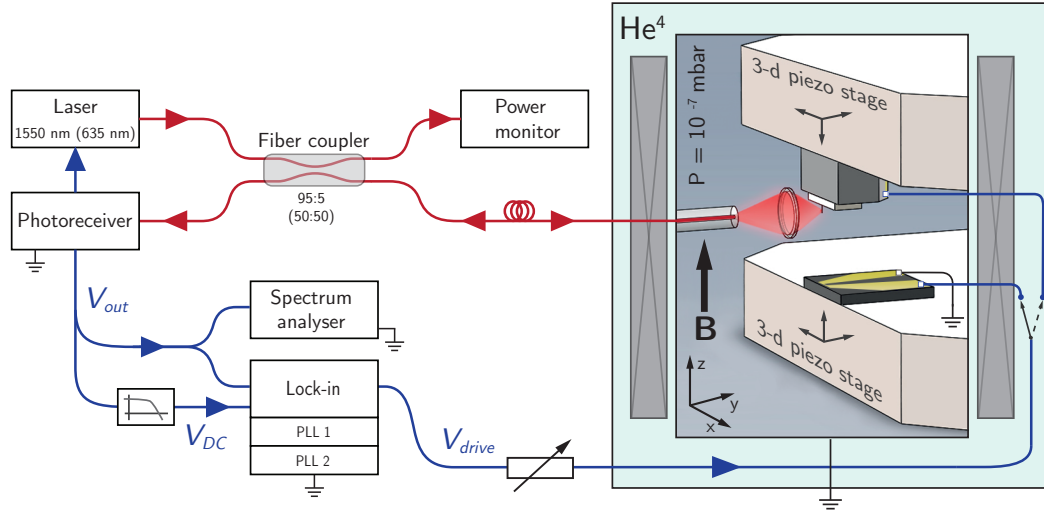 Laser
1550 nm (635 nm)
Photoreceiver
Fiber coupler
95:5
(50:50)
Power
monitor
V_out
Spectrum
analyser
Lock-in
PLL 1
PLL 2
V_DC
V_drive
He⁴
P = 10 ⁻⁷ mbar
3-d piezo stage
B
3-d piezo stage
z
y
x